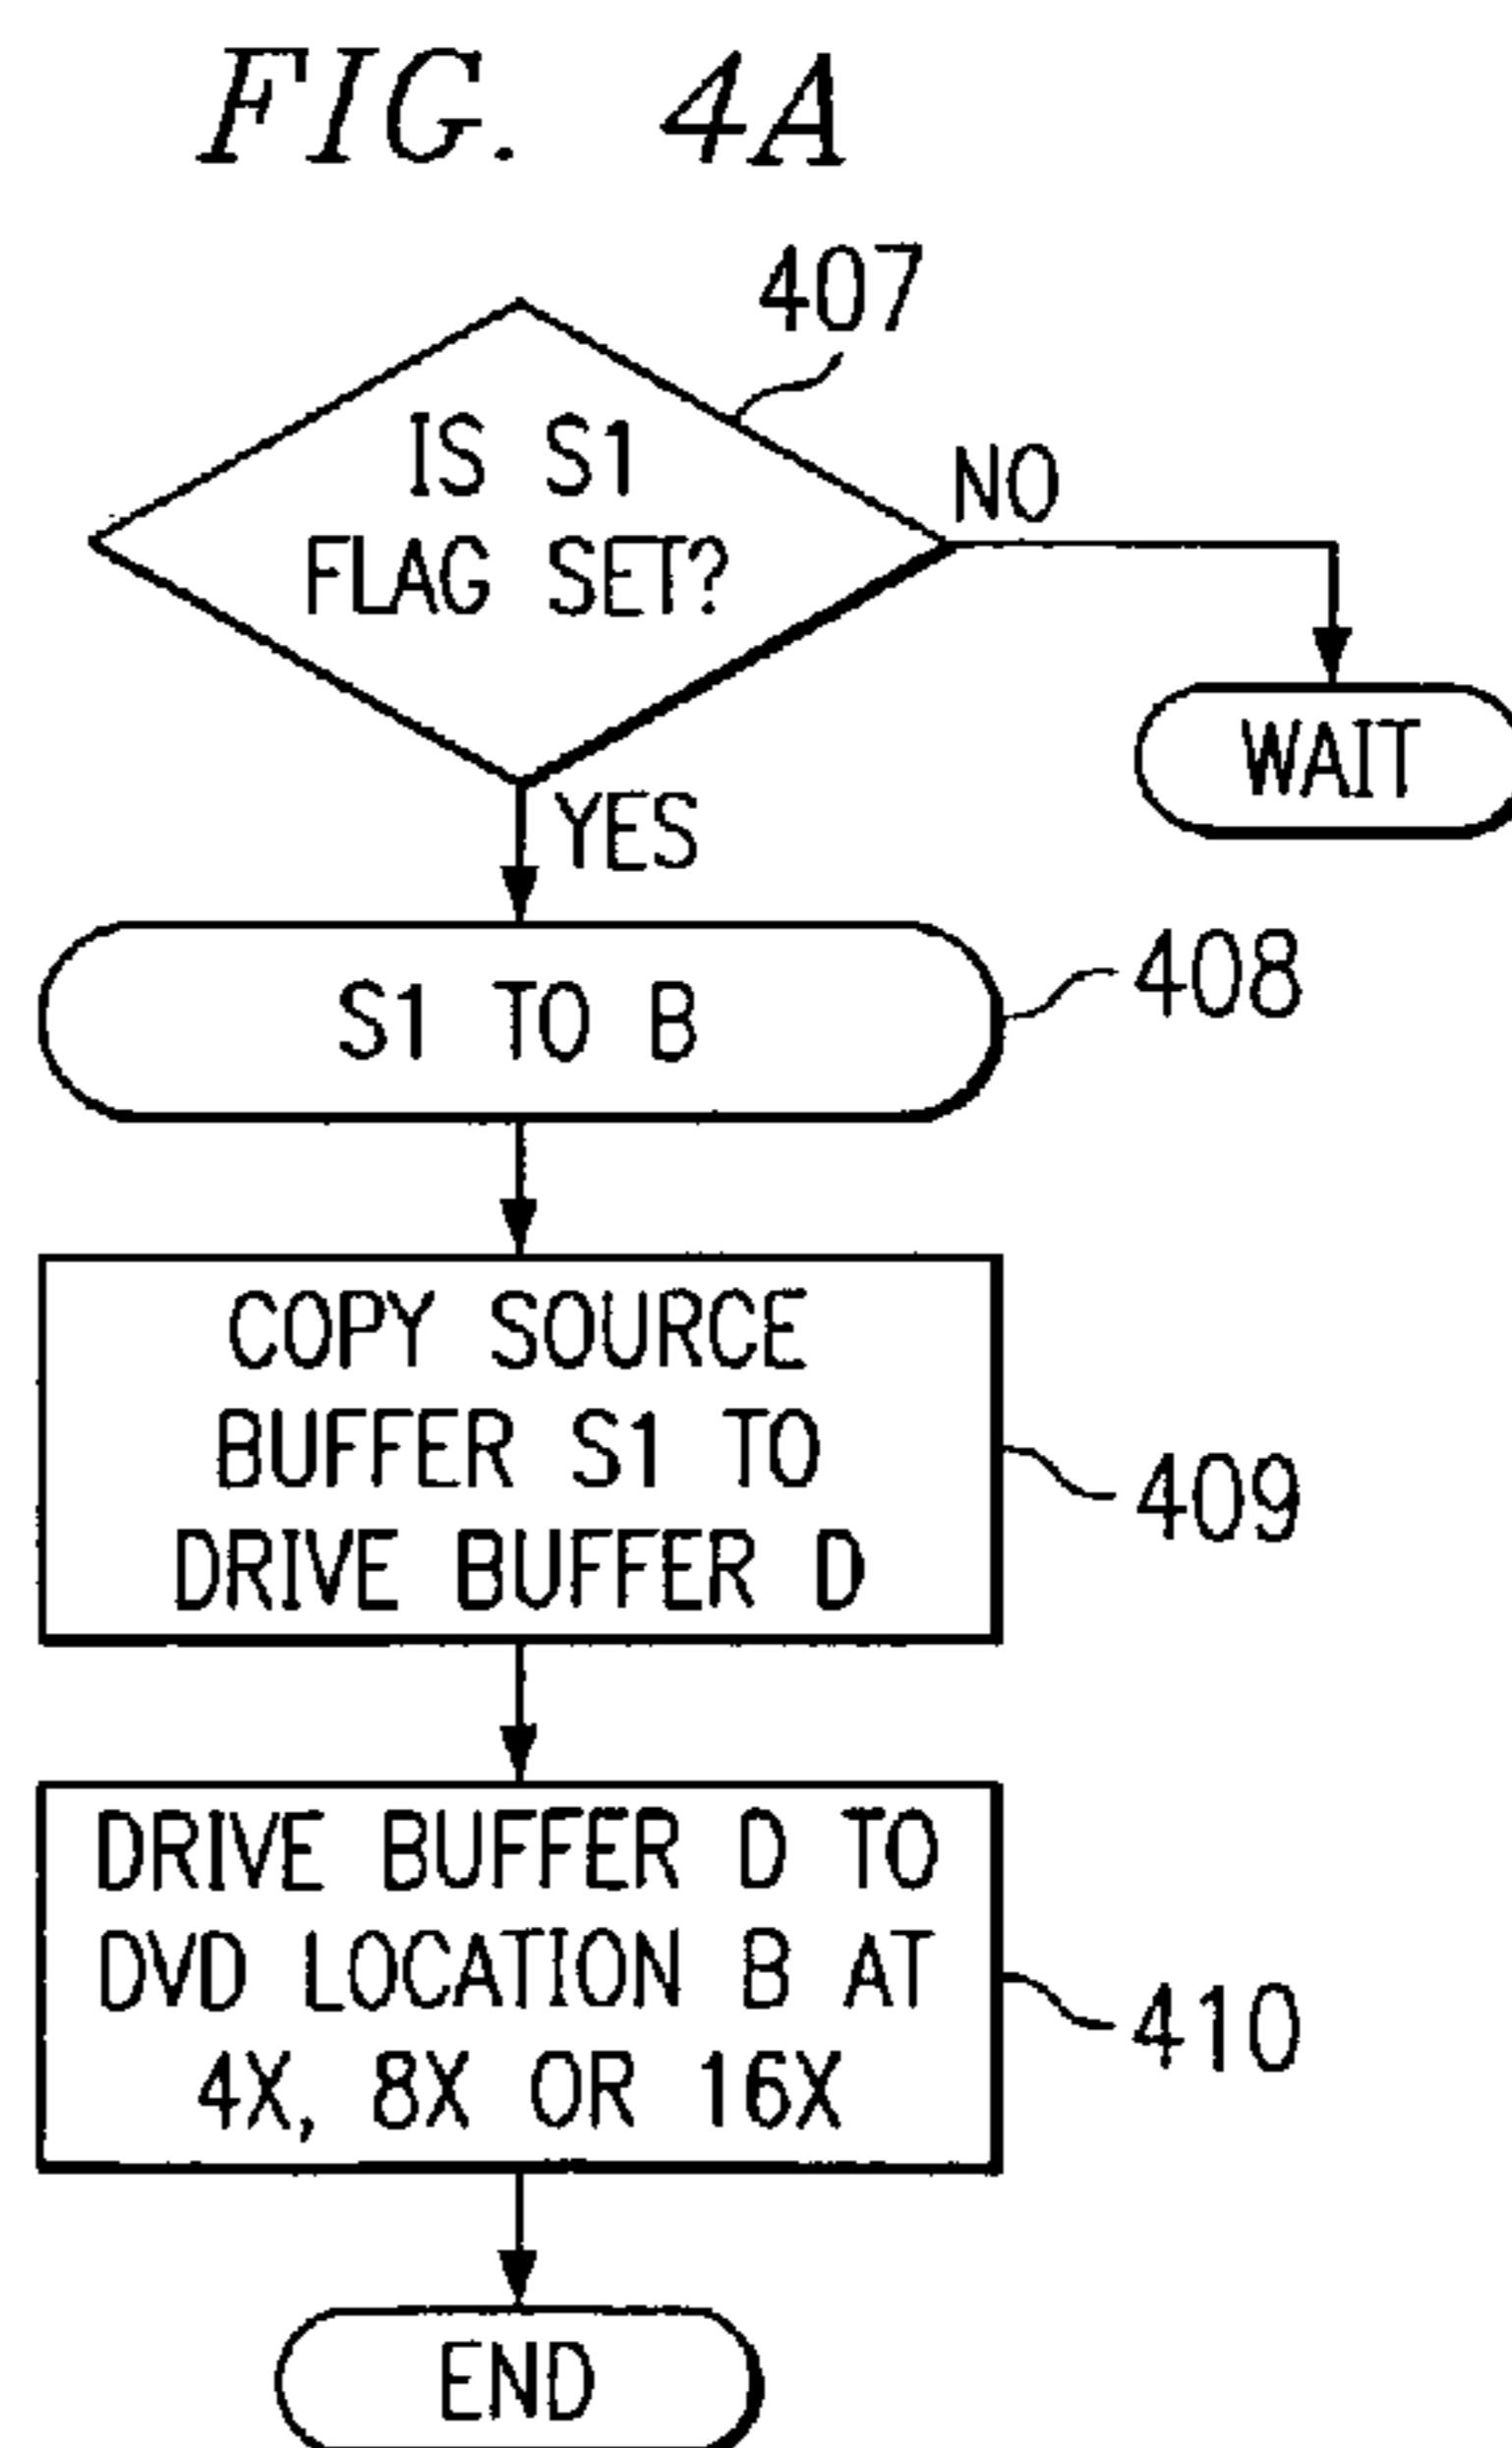 FIG. 4A
407
IS S1
FLAG SET?
NO
WAIT
YES
S1 TO B
408
COPY SOURCE
BUFFER S1 TO
DRIVE BUFFER D
409
DRIVE BUFFER D TO
DVD LOCATION B AT
4X, 8X OR 16X
410
END